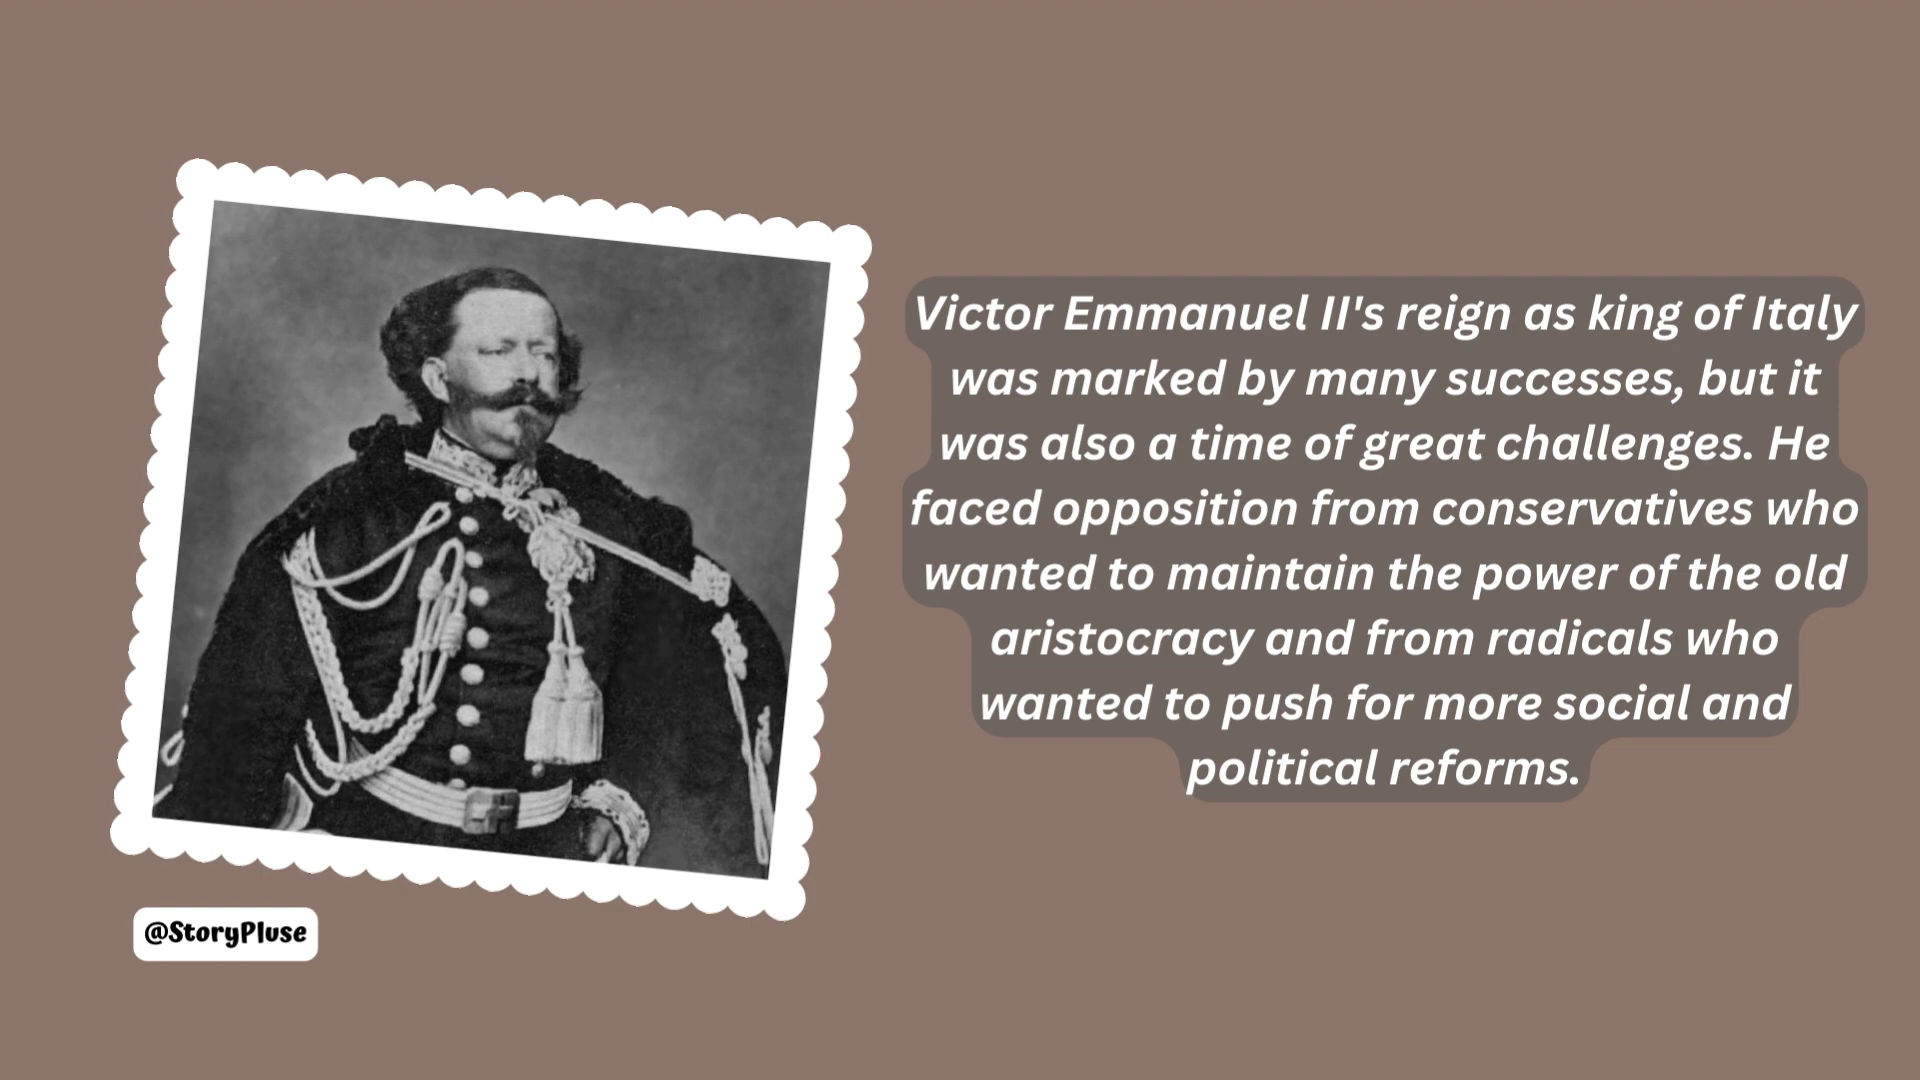 Victor Emmanuel II's reign as king of Italy
was marked by many successes, but it
was also a time of great challenges. He
faced opposition from conservatives who
wanted to maintain the power of the old
aristocracy and from radicals who
wanted to push for more social and
political reforms.
@StoryPluse